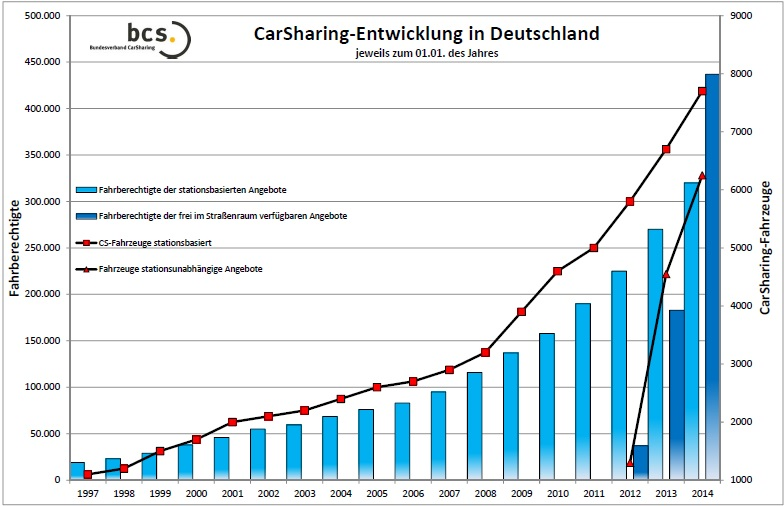 bcs.
Bundesverband CarSharing
CarSharing-Entwicklung in Deutschland
jeweils zum 01.01. des Jahres
500.000
450.000
400.000
350.000
300.000
250.000
200.000
150.000
100.000
50.000
0
Fahrberechtigte
Fahrberechtigte der stationsbasierten Angebote
Fahrberechtigte der frei im Straßenraum verfügbaren Angebote
CS-Fahrzeuge stationsbasiert
Fahrzeuge stationsunabhängige Angebote
9000
8000
7000
6000
5000
4000
3000
2000
1000
CarSharing-Fahrzeuge
1997 1998 1999 2000 2001 2002 2003 2004 2005 2006 2007 2008 2009 2010 2011 2012 2013 2014